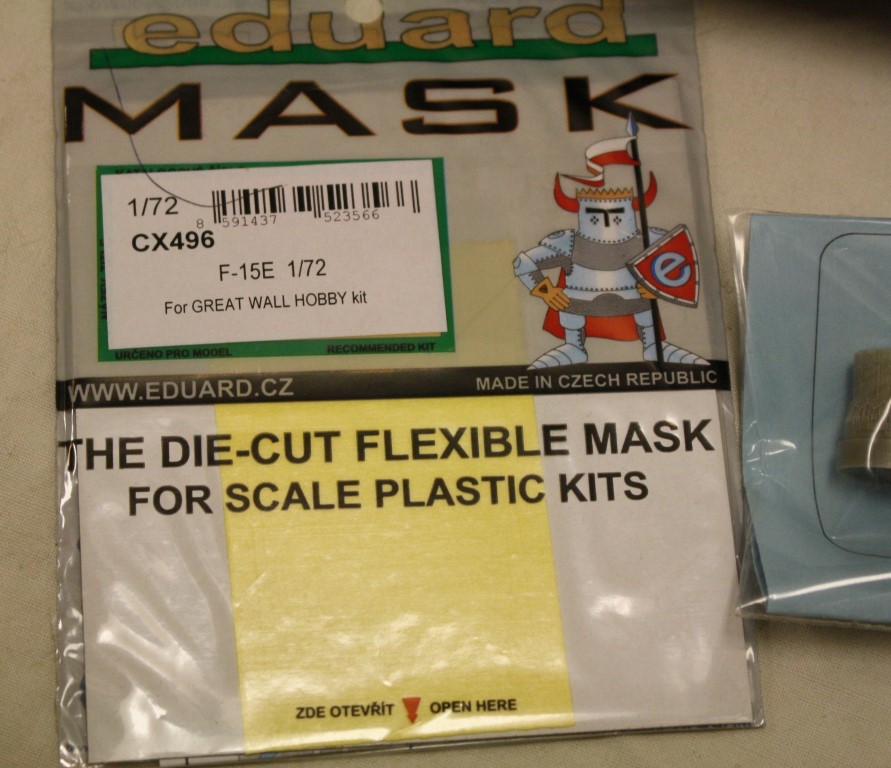 eduard
MASK
1/72
8 591437 523566
CX496
F-15E 1/72
For GREAT WALL HOBBY kit
URČENO PRO MODEL RECOMMENDED KIT
e
WWW.EDUARD.CZ MADE IN CZECH REPUBLIC
THE DIE-CUT FLEXIBLE MASK
FOR SCALE PLASTIC KITS
ZDE OTEVŘÍT OPEN HERE